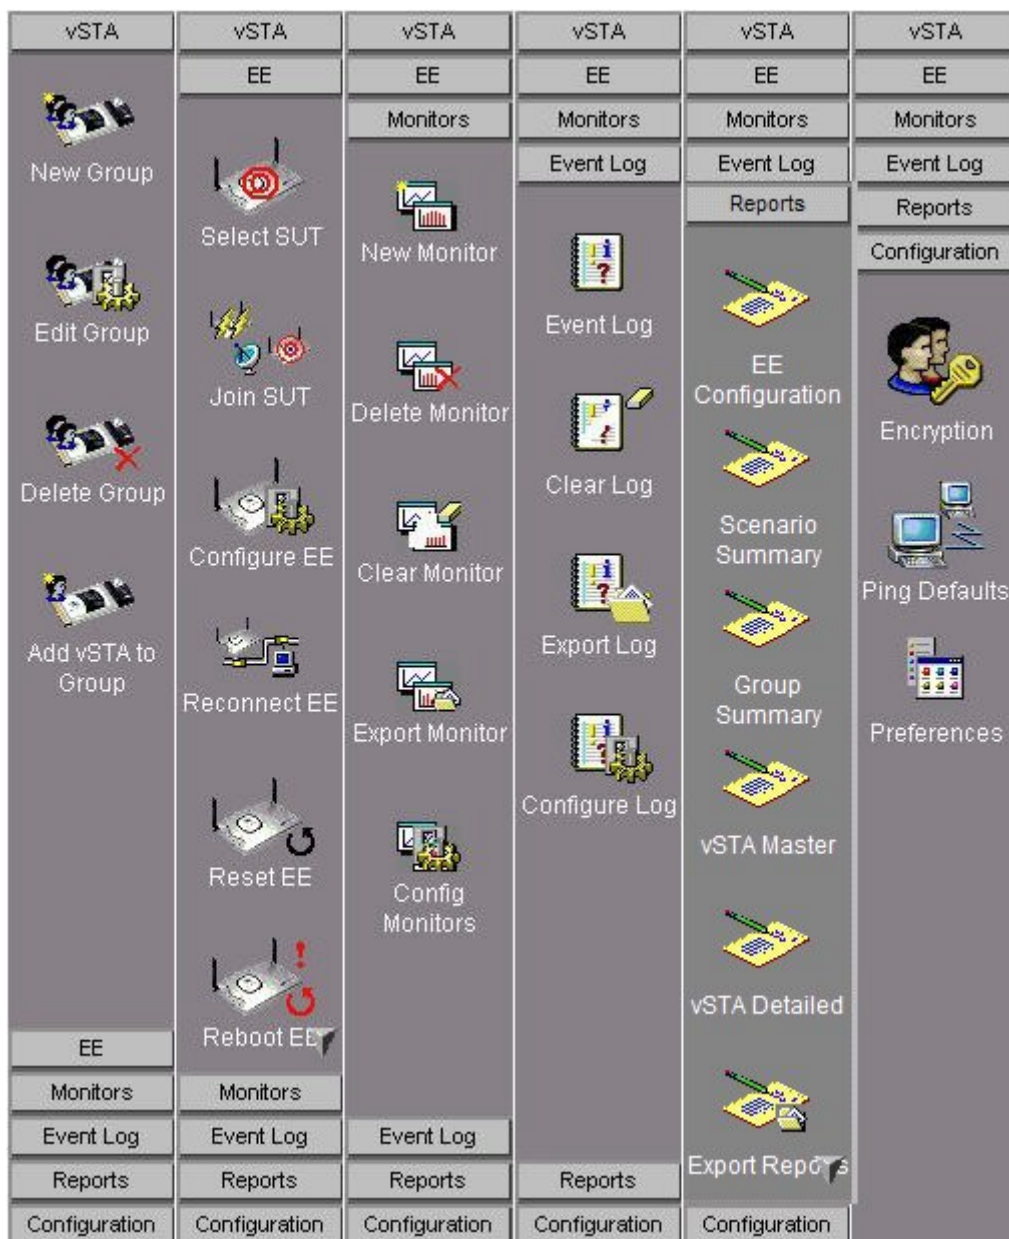 vSTA
New Group
Edit Group
Delete Group
Add vSTA to
Group
EE
Monitors
Event Log
Reports
Configuration
vSTA
EE
Select SUT
Join SUT
Configure EE
Reconnect EE
Reset EE
Reboot EE
Monitors
Event Log
Reports
Configuration
vSTA
EE
Monitors
New Monitor
Delete Monitor
Clear Monitor
Export Monitor
Config
Monitors
Event Log
Reports
Configuration
vSTA
EE
Monitors
Event Log
Event Log
Clear Log
Export Log
Configure Log
Reports
Configuration
vSTA
EE
Monitors
Event Log
Reports
EE
Configuration
Scenario
Summary
Group
Summary
vSTA Master
vSTA Detailed
Export Reports
Configuration
vSTA
EE
Monitors
Event Log
Reports
Configuration
Encryption
Ping Defaults
Preferences